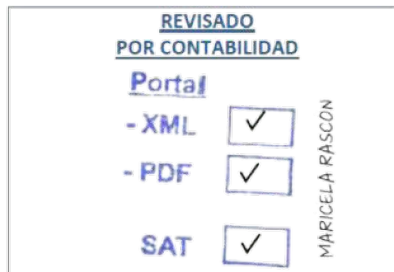 REVISADO
POR CONTABILIDAD
Portal
- XML ✓
- PDF ✓
SAT ✓
MARICELA RASCON